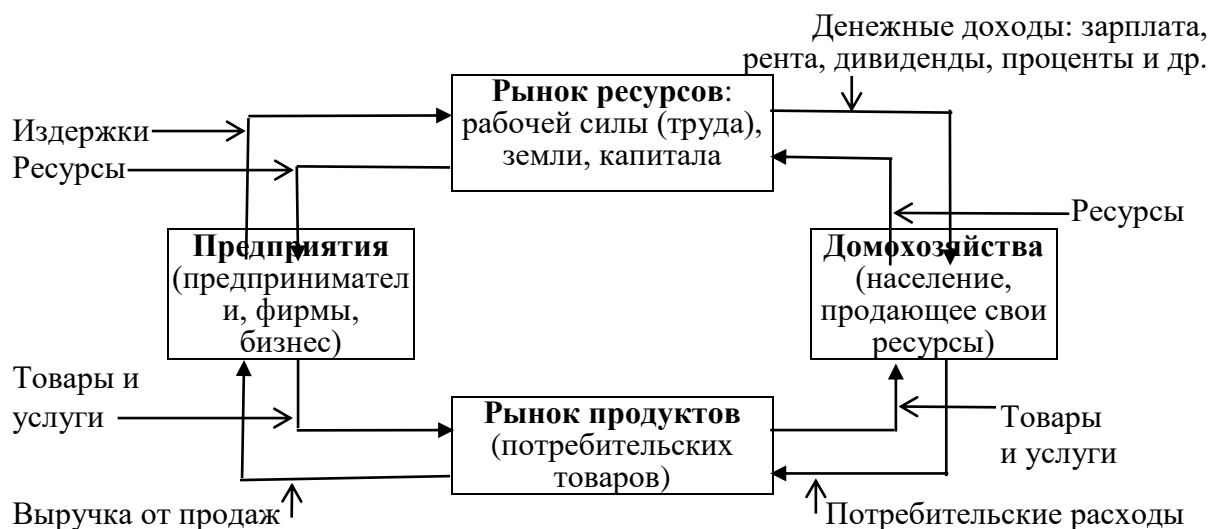 Денежные доходы: зарплата,
рента, дивиденды, проценты и др.
Рынок ресурсов:
рабочей силы (труда),
земли, капитала
Издержки
Ресурсы
Ресурсы
Предприятия
(предпринимател
и, фирмы,
бизнес)
Домохозяйства
(население,
продающее свои
ресурсы)
Товары и
услуги
Рынок продуктов
(потребительских
товаров)
Товары
и услуги
Выручка от продаж
Потребительские расходы